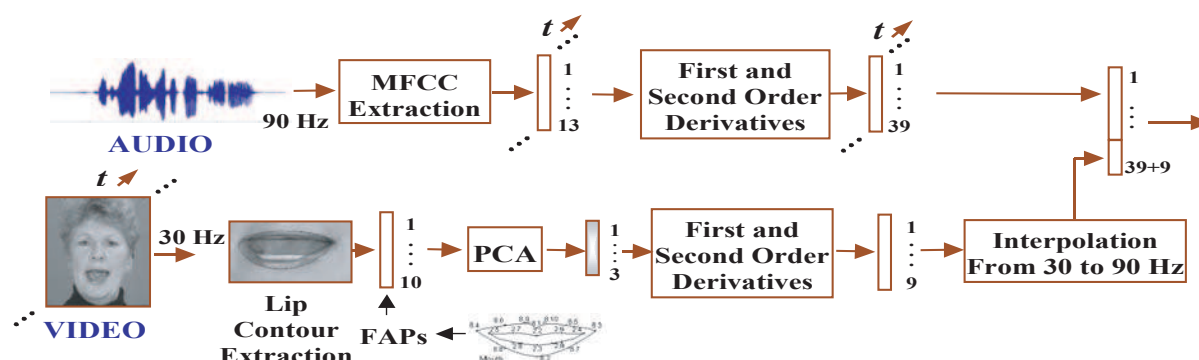 t
t
t
AUDIO
90 Hz
MFCC
Extraction
1
13
First and
Second Order
Derivatives
1
39
1
39+9
t
VIDEO
30 Hz
Lip
Contour
Extraction
1
10
FAPs
PCA
1
3
First and
Second Order
Derivatives
1
9
Interpolation
From 30 to 90 Hz